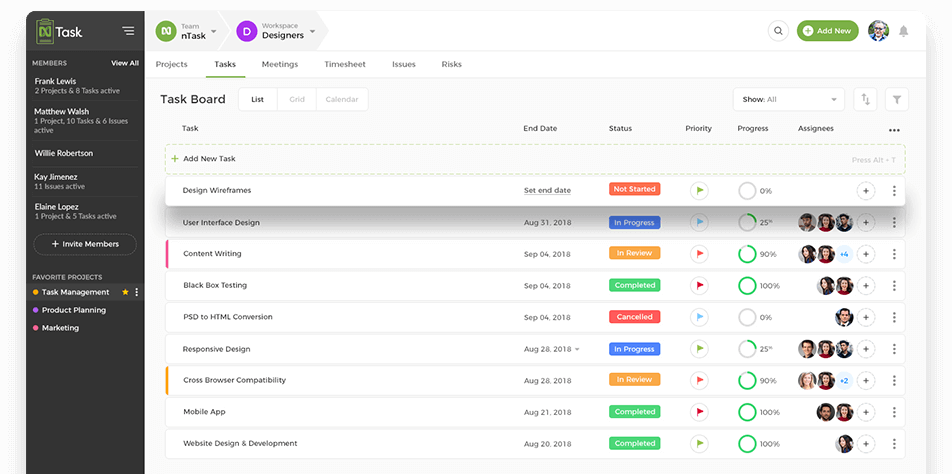 Task
Team
nTask
D
Workspace
Designers
Add New
MEMBERS
View All
Frank Lewis
2 Projects & 8 Tasks active
Matthew Walsh
1 Project, 10 Tasks & 6 Issues
active
Willie Robertson
Kay Jimenez
11 Issues active
Elaine Lopez
1 Project & 5 Tasks active
+ Invite Members
FAVORITE PROJECTS
Task Management
Product Planning
Marketing
Projects Tasks Meetings Timesheet Issues Risks
Task Board List Grid Calendar Show: All
Task End Date Status Priority Progress Assignees
+ Add New Task Press Alt + T
Design Wireframes Set end date Not Started 0%
User Interface Design Aug 31, 2018 In Progress 25%
Content Writing Sep 04, 2018 In Review 90% +4
Black Box Testing Sep 04, 2018 Completed 100%
PSD to HTML Conversion Sep 04, 2018 Cancelled 0%
Responsive Design Aug 28, 2018 In Progress 25%
Cross Browser Compatibility Aug 28, 2018 In Review 90% +2
Mobile App Aug 21, 2018 Completed 100%
Website Design & Development Aug 20, 2018 Completed 100%